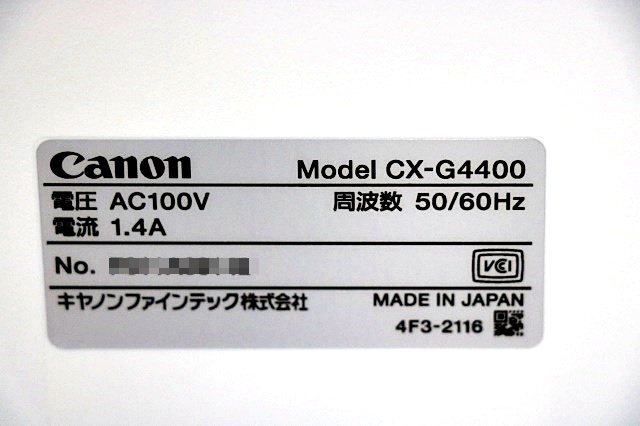 Canon Model CX-G4400
電圧 AC100V 周波数 50/60Hz
電流 1.4A
No.
VCI
キヤノンファインテック株式会社 MADE IN JAPAN
4F3-2116